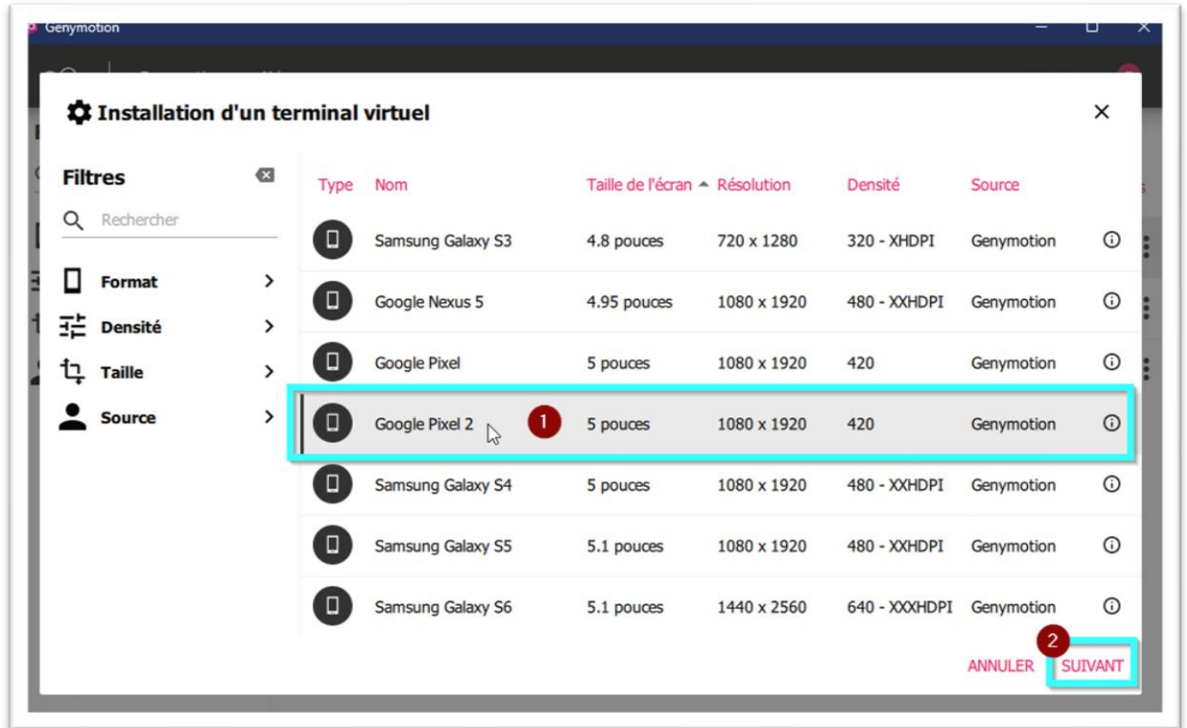 Genymotion
Installation d'un terminal virtuel
Filtres
Rechercher
Format
Densité
Taille
Source
Type Nom Taille de l'écran Résolution Densité Source
Samsung Galaxy S3 4.8 pouces 720 x 1280 320 - XHDPI Genymotion
Google Nexus 5 4.95 pouces 1080 x 1920 480 - XXHDPI Genymotion
Google Pixel 5 pouces 1080 x 1920 420 Genymotion
Google Pixel 2 1 5 pouces 1080 x 1920 420 Genymotion
Samsung Galaxy S4 5 pouces 1080 x 1920 480 - XXHDPI Genymotion
Samsung Galaxy S5 5.1 pouces 1080 x 1920 480 - XXHDPI Genymotion
Samsung Galaxy S6 5.1 pouces 1440 x 2560 640 - XXXHDPI Genymotion
2
ANNULER SUIVANT